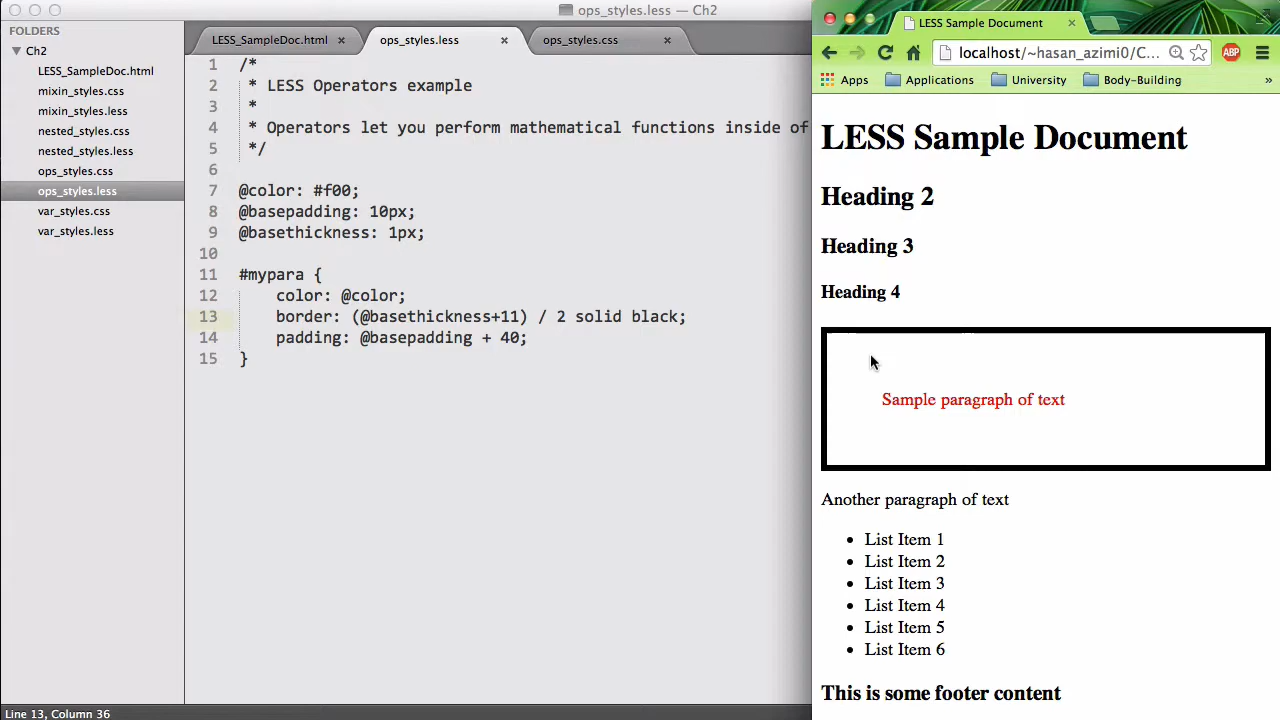 ops_styles.less — Ch2
FOLDERS
Ch2
LESS_SampleDoc.html
mixin_styles.css
mixin_styles.less
nested_styles.css
nested_styles.less
ops_styles.css
ops_styles.less
var_styles.css
var_styles.less
LESS_SampleDoc.html ×
ops_styles.less ×
ops_styles.css ×
1 /*
2 * LESS Operators example
3 *
4 * Operators let you perform mathematical functions inside of
5 */
6
7 @color: #f00;
8 @basepadding: 10px;
9 @basethickness: 1px;
10
11 #mypara {
12 color: @color;
13 border: (@basethickness+11) / 2 solid black;
14 padding: @basepadding + 40;
15 }
Line 13, Column 36
LESS Sample Document ×
localhost/~hasan_azimi0/C...
ABP
Apps Applications University Body-Building »
LESS Sample Document
Heading 2
Heading 3
Heading 4
Sample paragraph of text
Another paragraph of text
• List Item 1
• List Item 2
• List Item 3
• List Item 4
• List Item 5
• List Item 6
This is some footer content